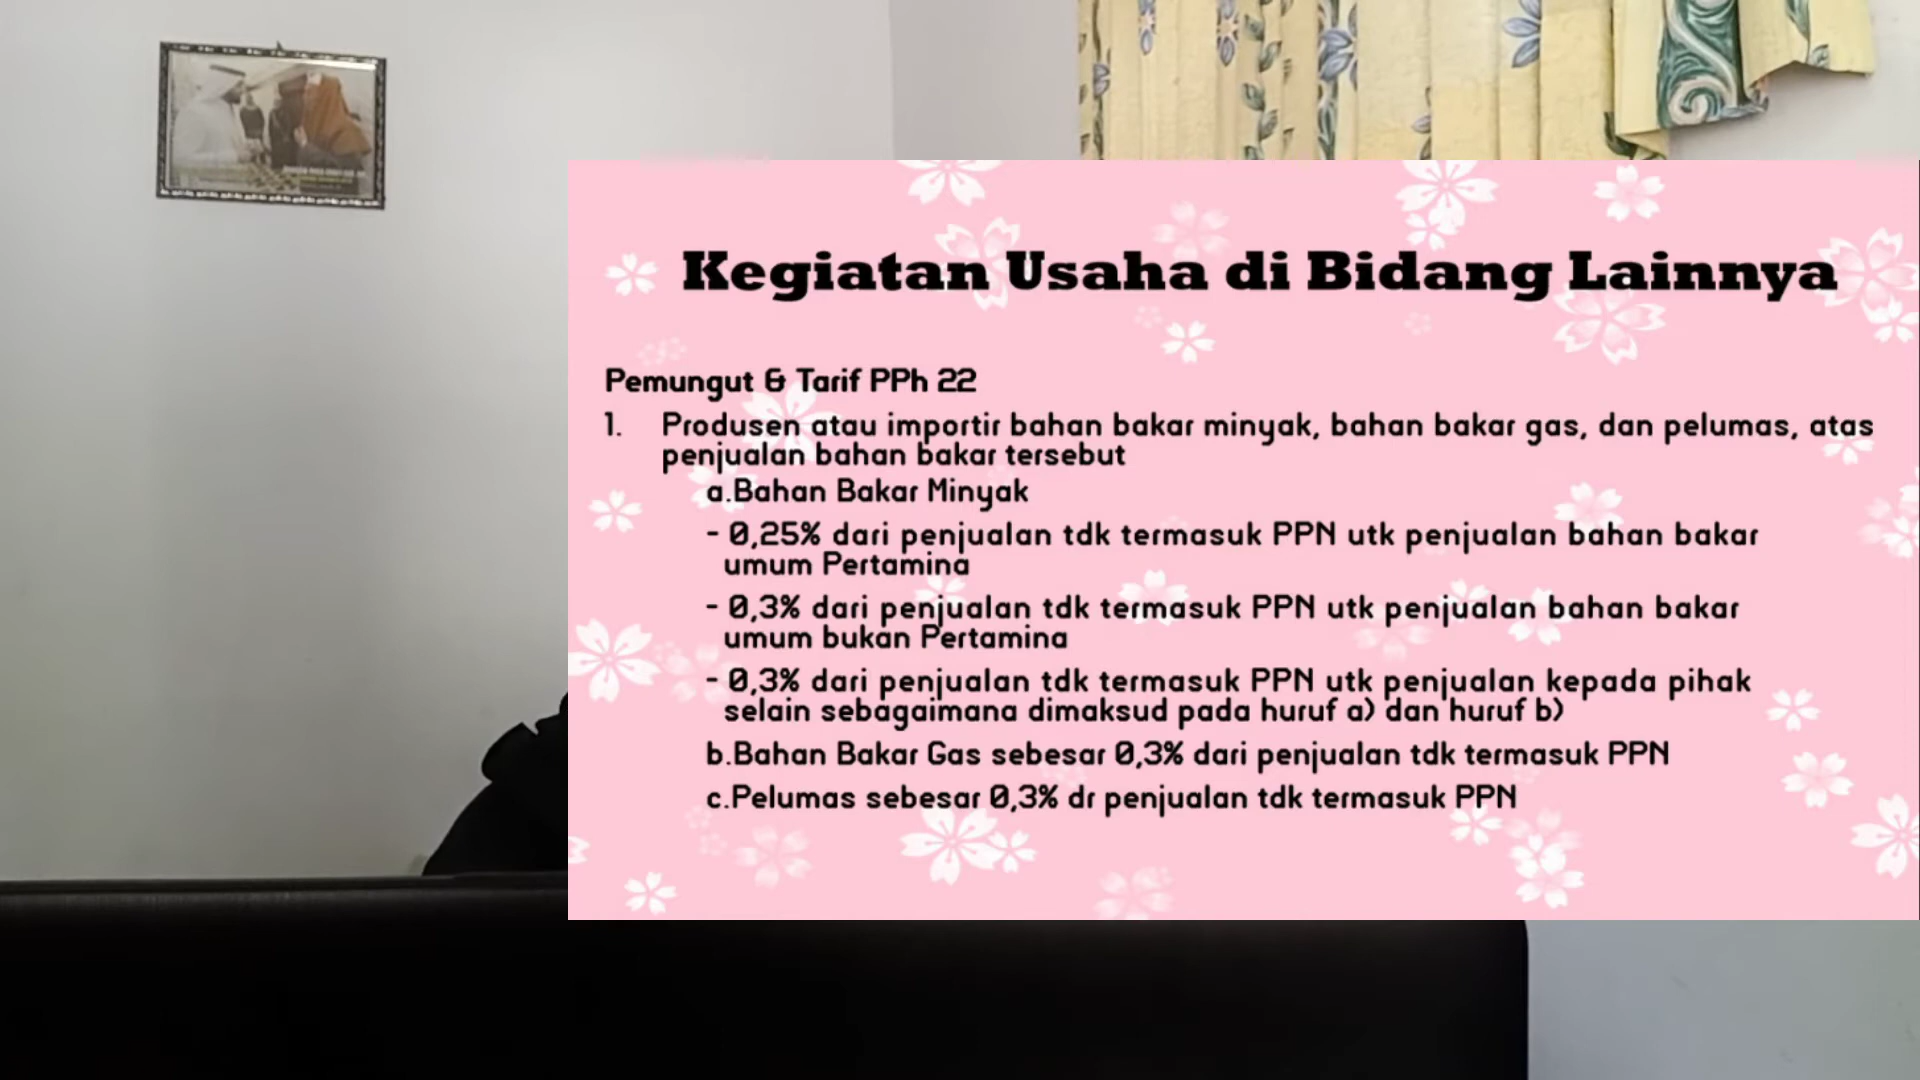 Kegiatan Usaha di Bidang Lainnya
Pemungut & Tarif PPh 22
1. Produsen atau importir bahan bakar minyak, bahan bakar gas, dan pelumas, atas
penjualan bahan bakar tersebut
a.Bahan Bakar Minyak
- 0,25% dari penjualan tdk termasuk PPN utk penjualan bahan bakar
umum Pertamina
- 0,3% dari penjualan tdk termasuk PPN utk penjualan bahan bakar
umum bukan Pertamina
- 0,3% dari penjualan tdk termasuk PPN utk penjualan kepada pihak
selain sebagaimana dimaksud pada huruf a) dan huruf b)
b.Bahan Bakar Gas sebesar 0,3% dari penjualan tdk termasuk PPN
c.Pelumas sebesar 0,3% dr penjualan tdk termasuk PPN